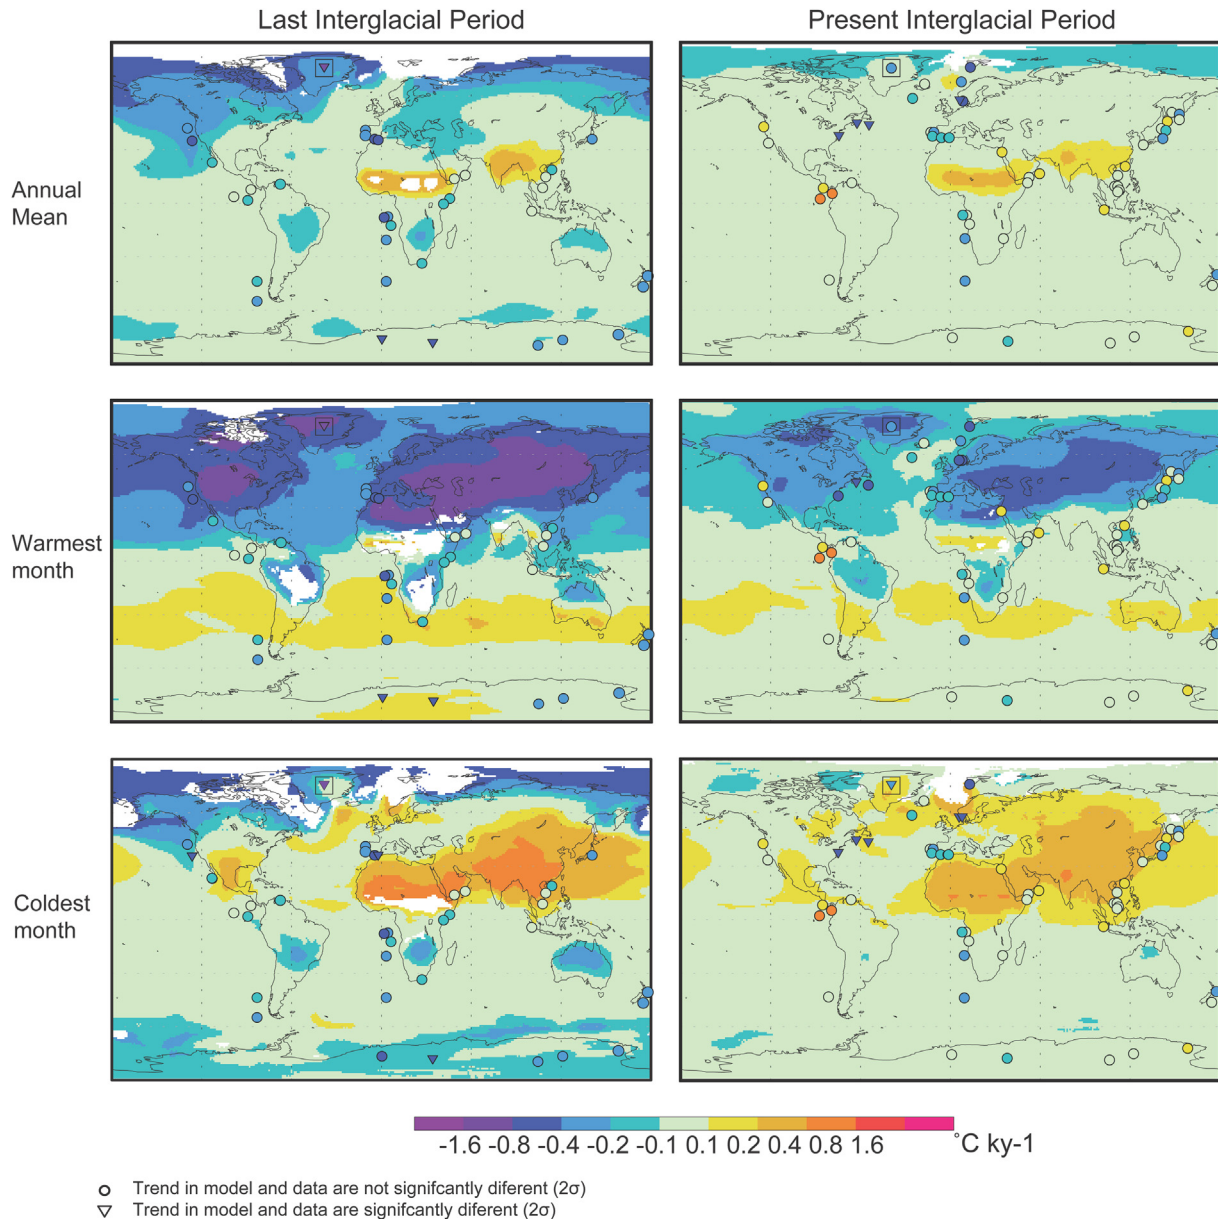 Last Interglacial Period
Present Interglacial Period
Annual
Mean
Warmest
month
Coldest
month
-1.6 -0.8 -0.4 -0.2 -0.1 0.1 0.2 0.4 0.8 1.6 °C ky-1
Trend in model and data are not signifcantly diferent (2σ)
Trend in model and data are signifcantly diferent (2σ)